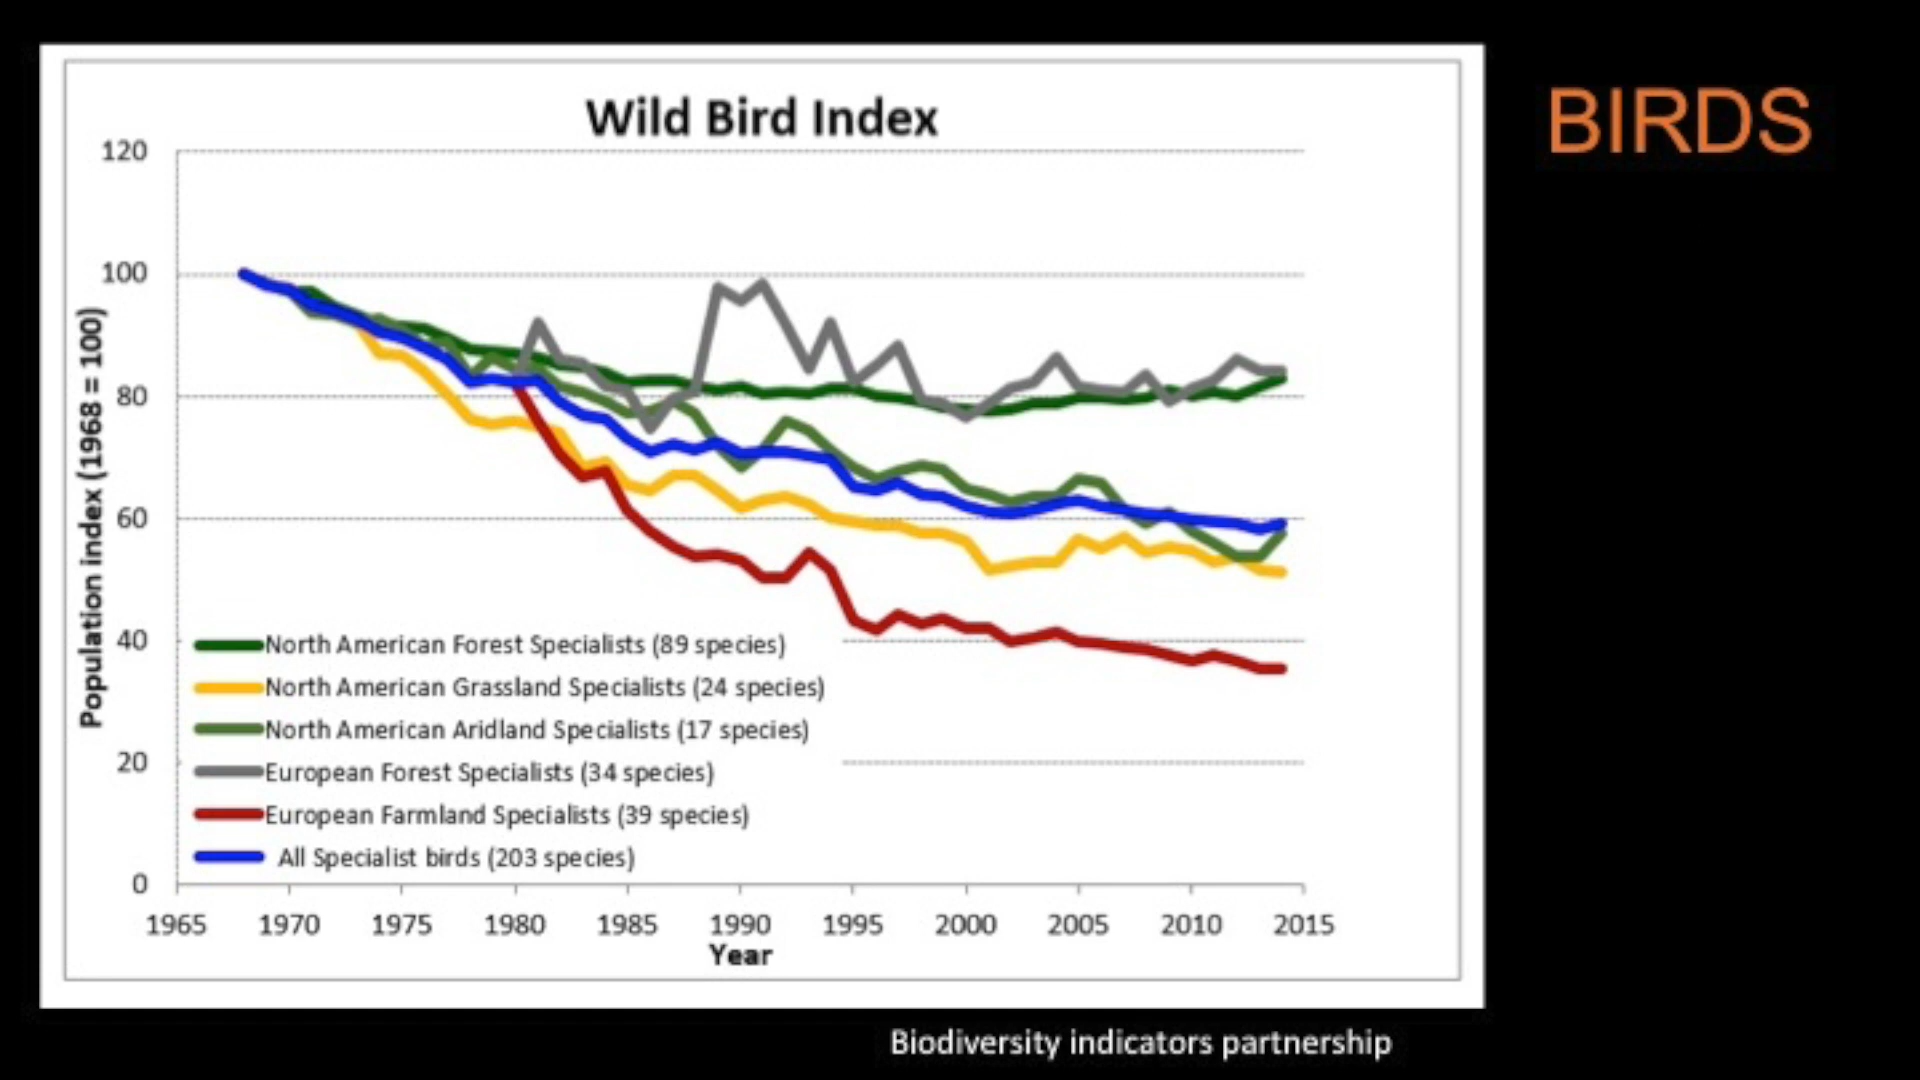 BIRDS
Wild Bird Index
120
100
80
60
40
20
0
Population index (1968 = 100)
North American Forest Specialists (89 species)
North American Grassland Specialists (24 species)
North American Aridland Specialists (17 species)
European Forest Specialists (34 species)
European Farmland Specialists (39 species)
All Specialist birds (203 species)
1965 1970 1975 1980 1985 1990 1995 2000 2005 2010 2015
Year
Biodiversity indicators partnership